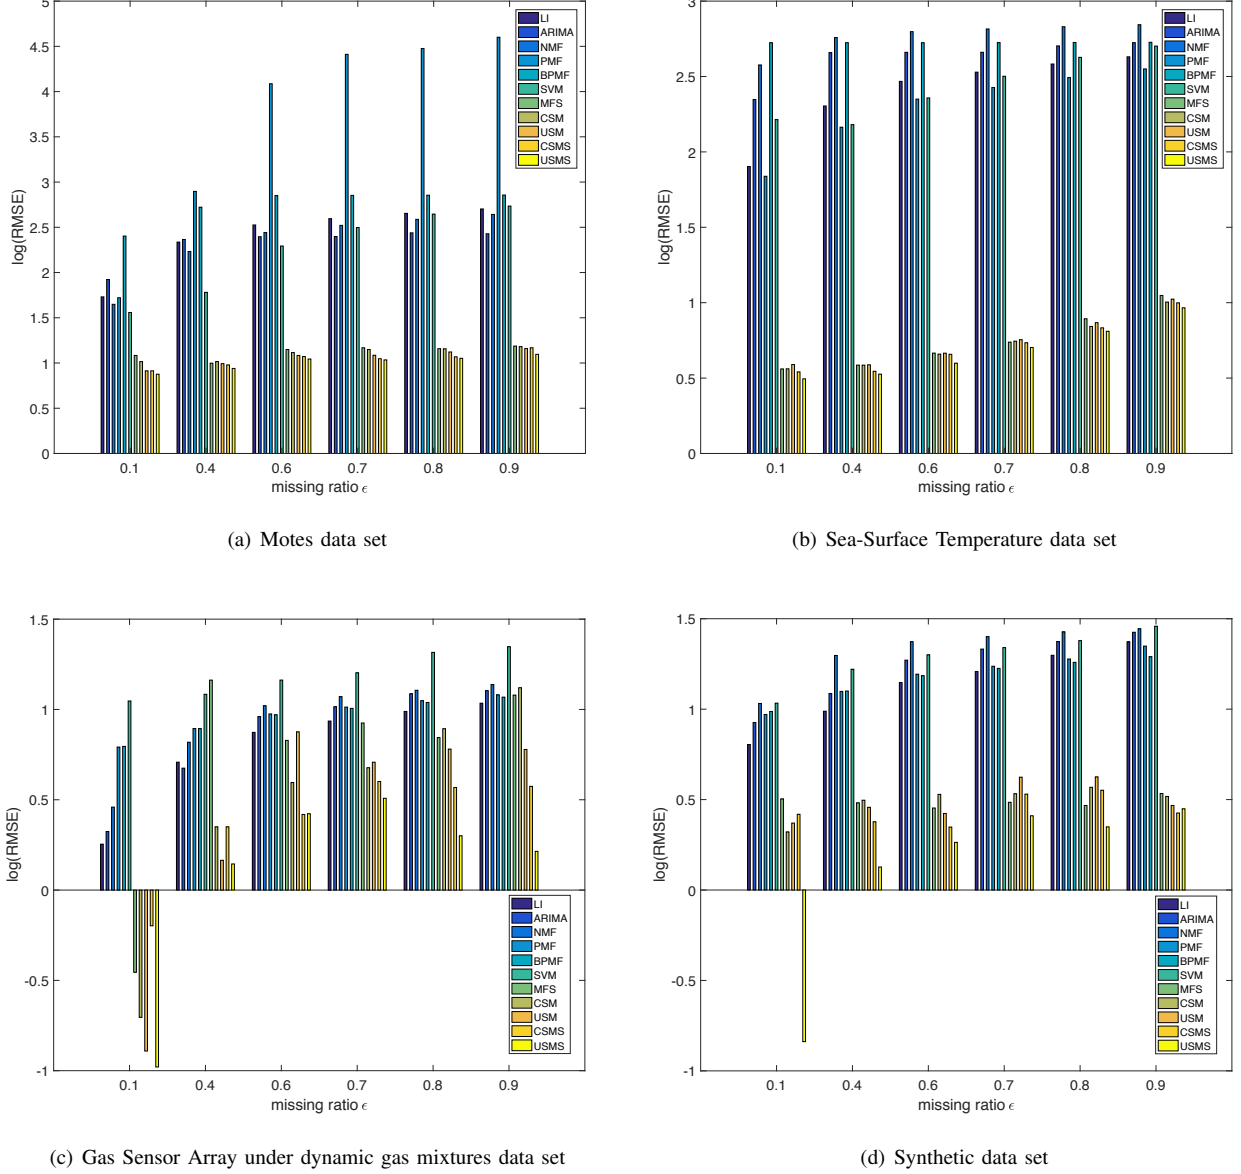 5
4.5
4
3.5
3
2.5
2
1.5
1
0.5
0
log(RMSE)
0.1 0.4 0.6 0.7 0.8 0.9
missing ratio ϵ
LI
ARIMA
NMF
PMF
BPMF
SVM
MFS
CSM
USM
CSMS
USMS
(a) Motes data set
3
2.5
2
1.5
1
0.5
0
log(RMSE)
0.1 0.4 0.6 0.7 0.8 0.9
missing ratio ϵ
LI
ARIMA
NMF
PMF
BPMF
SVM
MFS
CSM
USM
CSMS
USMS
(b) Sea-Surface Temperature data set
1.5
1
0.5
0
-0.5
-1
log(RMSE)
0.1 0.4 0.6 0.7 0.8 0.9
missing ratio ϵ
LI
ARIMA
NMF
PMF
BPMF
SVM
MFS
CSM
USM
CSMS
USMS
(c) Gas Sensor Array under dynamic gas mixtures data set
1.5
1
0.5
0
-0.5
-1
log(RMSE)
0.1 0.4 0.6 0.7 0.8 0.9
missing ratio ϵ
LI
ARIMA
NMF
PMF
BPMF
SVM
MFS
CSM
USM
CSMS
USMS
(d) Synthetic data set